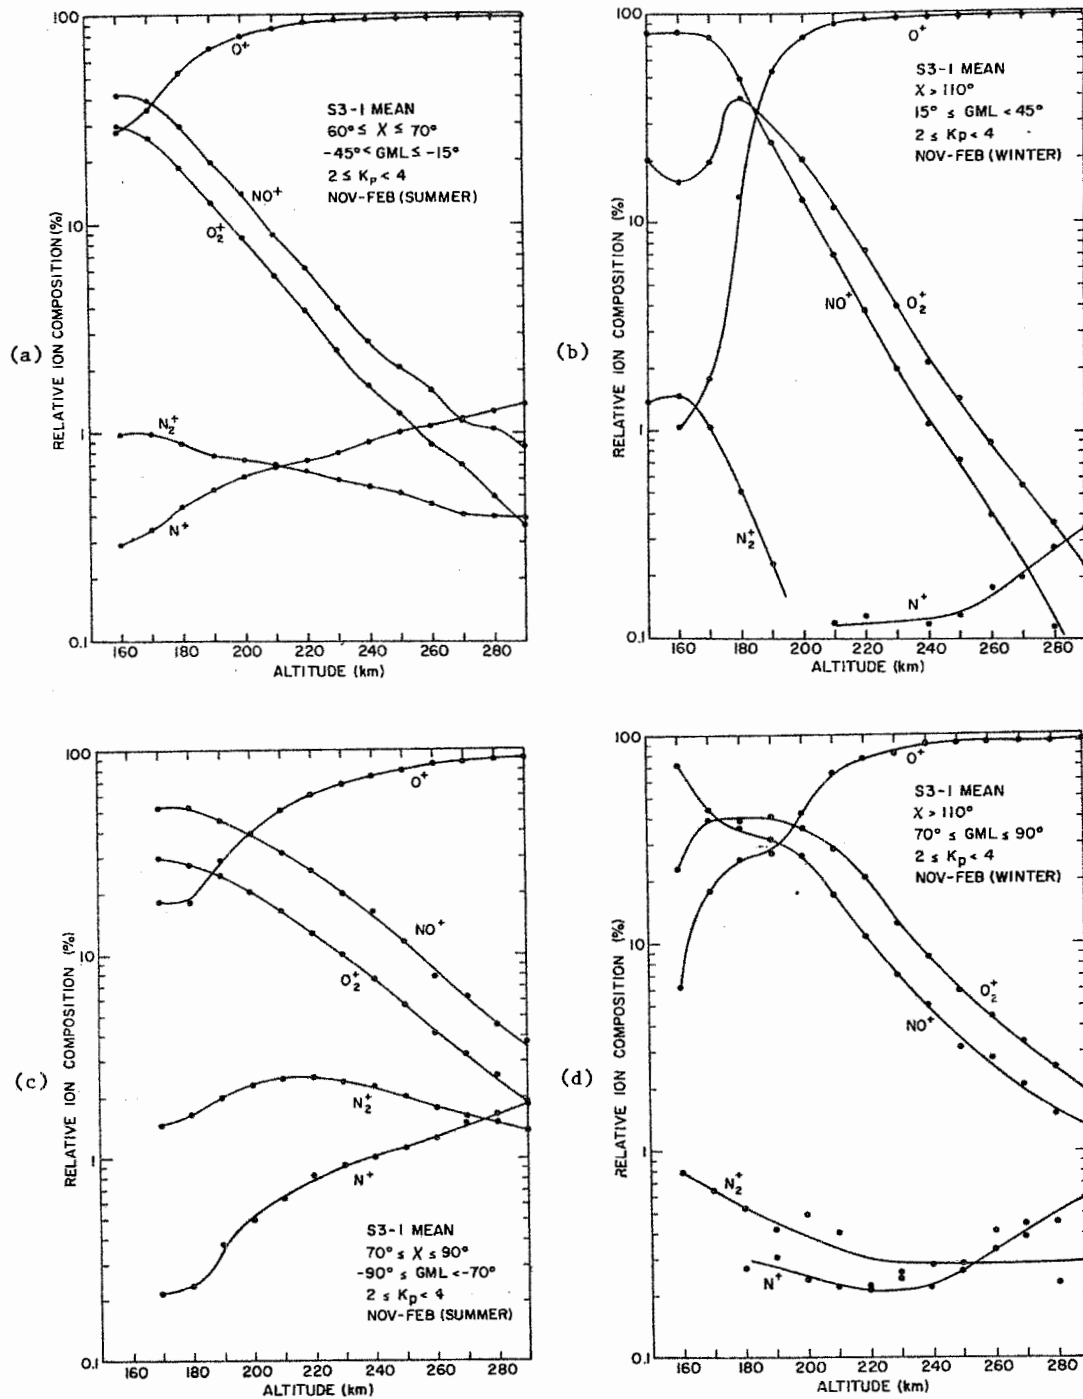 (a)
RELATIVE ION COMPOSITION (%)
100
10
1
0.1
O⁺
S3-1 MEAN
60° ≤ χ ≤ 70°
-45° < GML ≤ -15°
2 ≤ Kp < 4
NOV-FEB (SUMMER)
NO⁺
O₂⁺
N₂⁺
N⁺
160 180 200 220 240 260 280
ALTITUDE (km)
(b)
RELATIVE ION COMPOSITION (%)
100
10
1
0.1
O⁺
S3-1 MEAN
χ > 110°
15° ≤ GML < 45°
2 ≤ Kp < 4
NOV-FEB (WINTER)
NO⁺
O₂⁺
N₂⁺
N⁺
160 180 200 220 240 260 280
ALTITUDE (km)
(c)
RELATIVE ION COMPOSITION (%)
100
10
1
0.1
O⁺
NO⁺
O₂⁺
N₂⁺
N⁺
S3-1 MEAN
70° ≤ χ ≤ 90°
-90° ≤ GML < -70°
2 ≤ Kp < 4
NOV-FEB (SUMMER)
160 180 200 220 240 260 280
ALTITUDE (km)
(d)
RELATIVE ION COMPOSITION (%)
100
10
1
0.1
O⁺
S3-1 MEAN
χ > 110°
70° ≤ GML ≤ 90°
2 ≤ Kp < 4
NOV-FEB (WINTER)
O₂⁺
NO⁺
N₂⁺
N⁺
160 180 200 220 240 260 280
ALTITUDE (km)